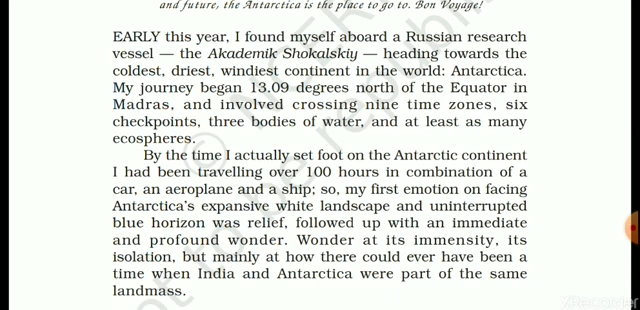 and future, the Antarctica is the place to go to. Bon Voyage!
EARLY this year, I found myself aboard a Russian research
vessel — the Akademik Shokalskiy — heading towards the
coldest, driest, windiest continent in the world: Antarctica.
My journey began 13.09 degrees north of the Equator in
Madras, and involved crossing nine time zones, six
checkpoints, three bodies of water, and at least as many
ecospheres.
By the time I actually set foot on the Antarctic continent
I had been travelling over 100 hours in combination of a
car, an aeroplane and a ship; so, my first emotion on facing
Antarctica's expansive white landscape and uninterrupted
blue horizon was relief, followed up with an immediate
and profound wonder. Wonder at its immensity, its
isolation, but mainly at how there could ever have been a
time when India and Antarctica were part of the same
landmass.
© NCER
not to be republis
XRecorder